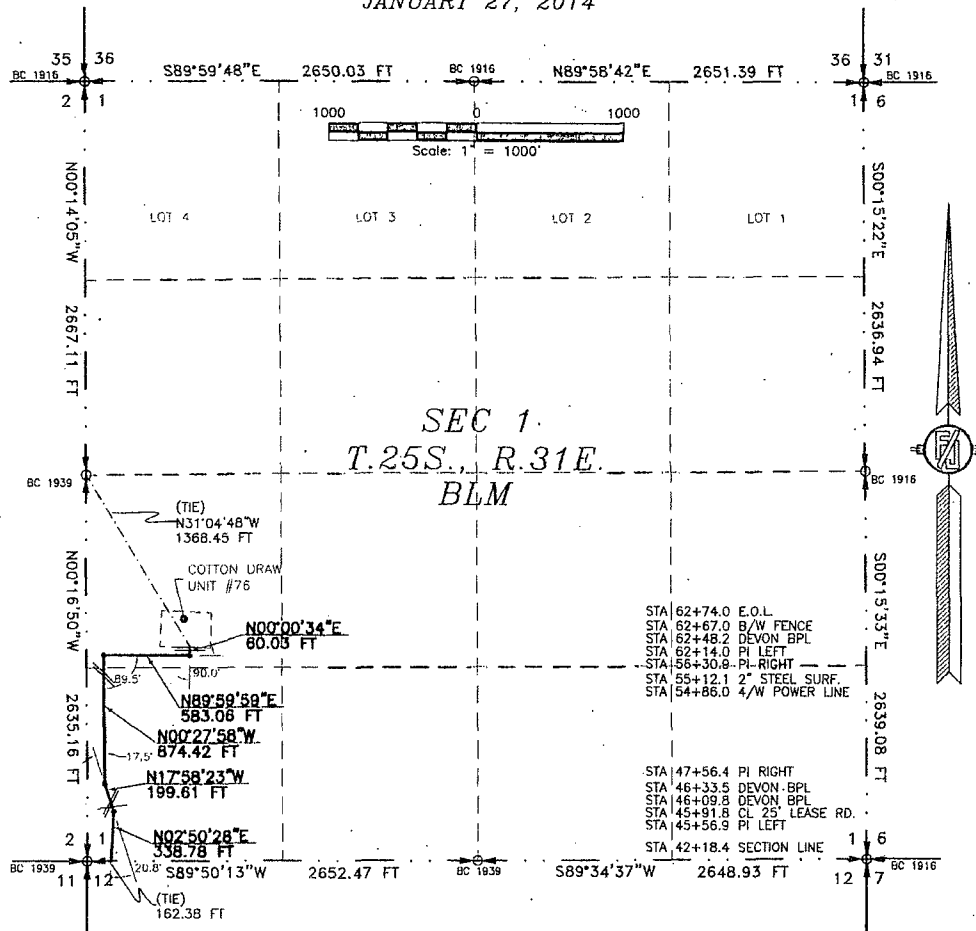 JANUARY 27, 2014
35 36
BC 1916
2 1
S89°59'48"E 2650.03 FT
BC 1916
N89°58'42"E 2651.39 FT
36 31
BC 1916
1 6
1000 0 1000
Scale: 1" = 1000'
N00°14'05"W
2667.11 FT
LOT 4
LOT 3
LOT 2
LOT 1
S00°15'22"E
2636.94 FT
SEC 1
T.25S., R.31E.
BLM
BC 1939
BC 1916
(TIE)
N31°04'48"W
1368.45 FT
COTTON DRAW
UNIT #76
N00°16'50"W
2635.16 FT
N00°00'34"E
60.03 FT
89.5'
90.0'
N89°59'59"E
583.06 FT
N00°27'58"W
874.42 FT
17.5'
N17°58'23"W
199.61 FT
N02°50'28"E
338.78 FT
20.8'
(TIE)
162.38 FT
STA 62+74.0 E.O.L.
STA 62+67.0 B/W FENCE
STA 62+48.2 DEVON BPL
STA 62+14.0 PI LEFT
STA 56+30.9 PI RIGHT
STA 55+12.1 2" STEEL SURF.
STA 54+86.0 4/W POWER LINE
STA 47+56.4 PI RIGHT
STA 46+33.5 DEVON BPL
STA 46+09.8 DEVON BPL
STA 45+91.8 CL 25' LEASE RD.
STA 45+56.9 PI LEFT
STA 42+18.4 SECTION LINE
S00°15'33"E
2639.08 FT
2 1
BC 1939
11 12
S89°50'13"W 2652.47 FT
BC 1939
S89°34'37"W 2648.93 FT
1 6
BC 1916
12 7